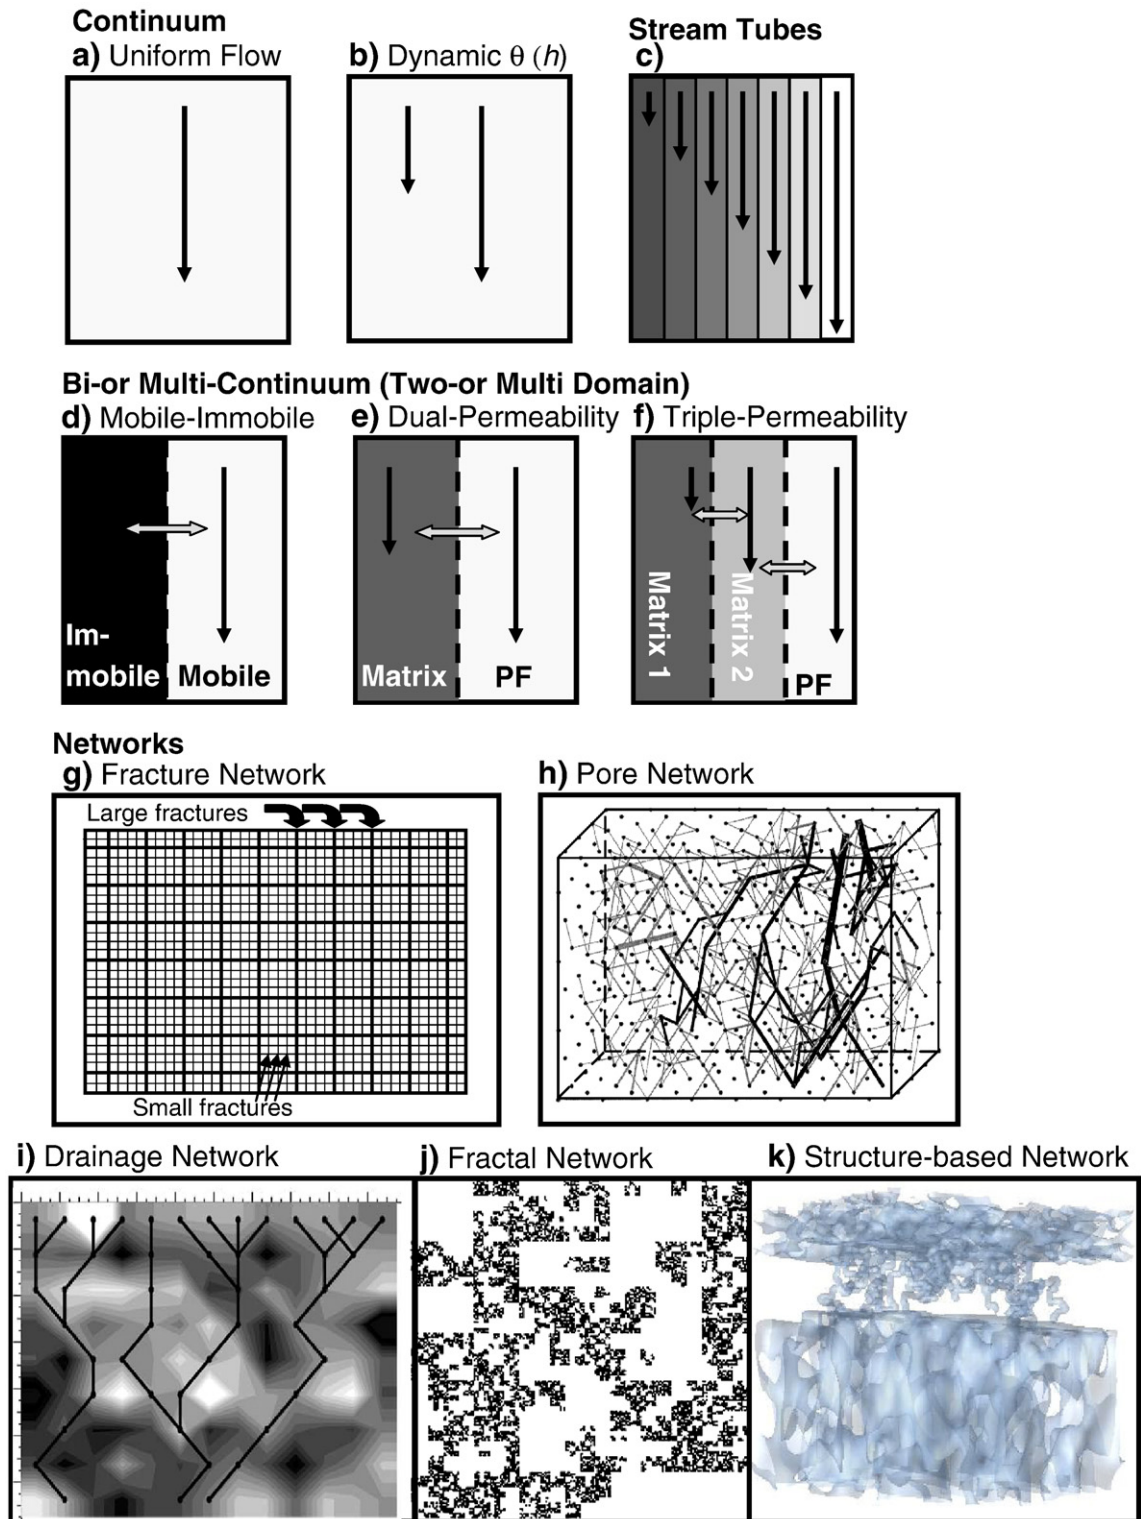 Continuum
a) Uniform Flow
b) Dynamic θ (h)
Stream Tubes
c)
Bi-or Multi-Continuum (Two-or Multi Domain)
d) Mobile-Immobile
e) Dual-Permeability
f) Triple-Permeability
Im-
mobile
Mobile
Matrix
PF
Matrix 1
Matrix 2
PF
Networks
g) Fracture Network
h) Pore Network
Large fractures
Small fractures
i) Drainage Network
j) Fractal Network
k) Structure-based Network